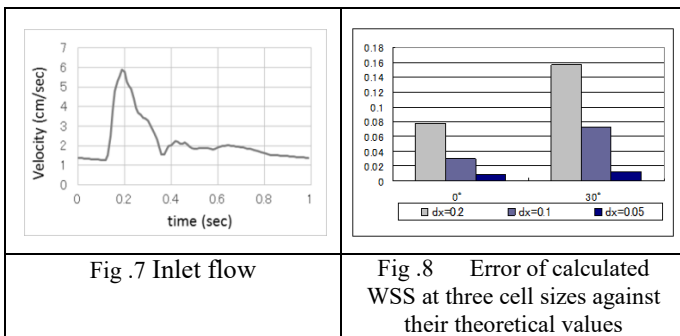 Velocity (cm/sec)
7
6
5
4
3
2
1
0
0 0.2 0.4 0.6 0.8 1
time (sec)
0.18
0.16
0.14
0.12
0.1
0.08
0.06
0.04
0.02
0
0° 30°
dx=0.2 dx=0.1 dx=0.05
Fig .7 Inlet flow
Fig .8 Error of calculated
WSS at three cell sizes against
their theoretical values